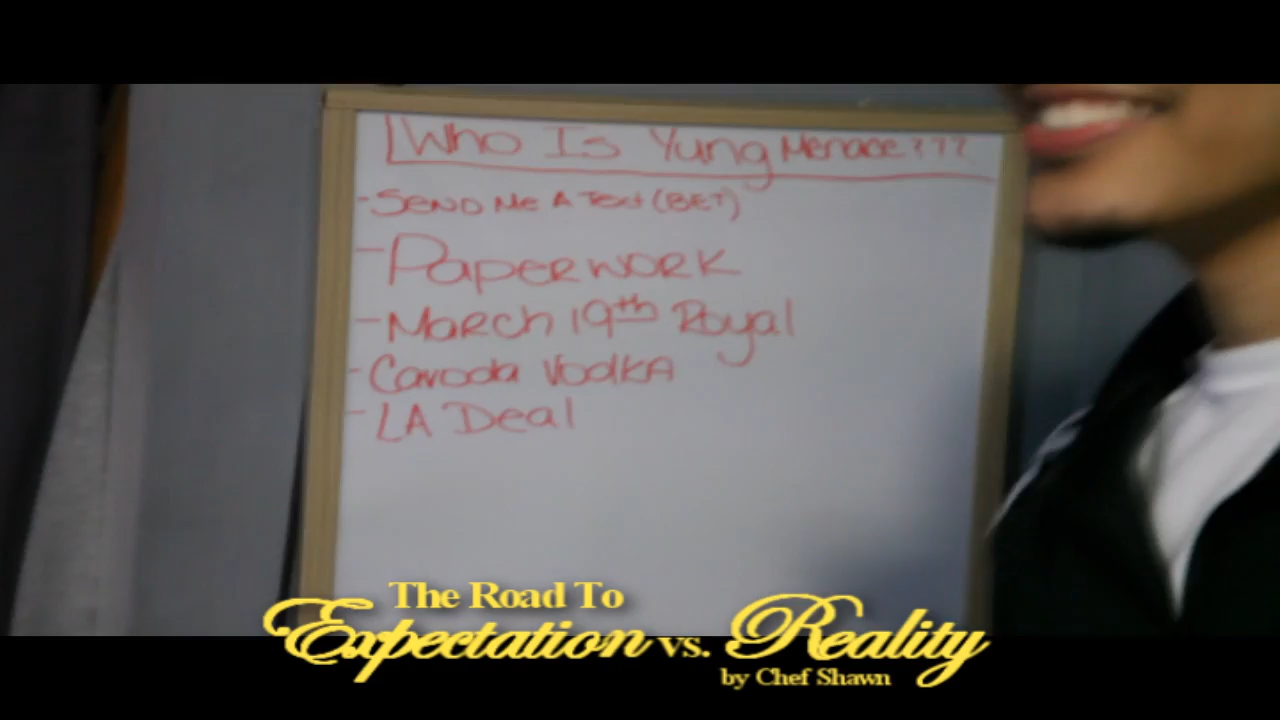 Who Is Yung Menace???
-Send Me A Text (BET)
-Paperwork
-March 19th Royal
-Cavoda Vodka
-LA Deal
The Road To
Expectation vs. Reality
by Chef Shawn